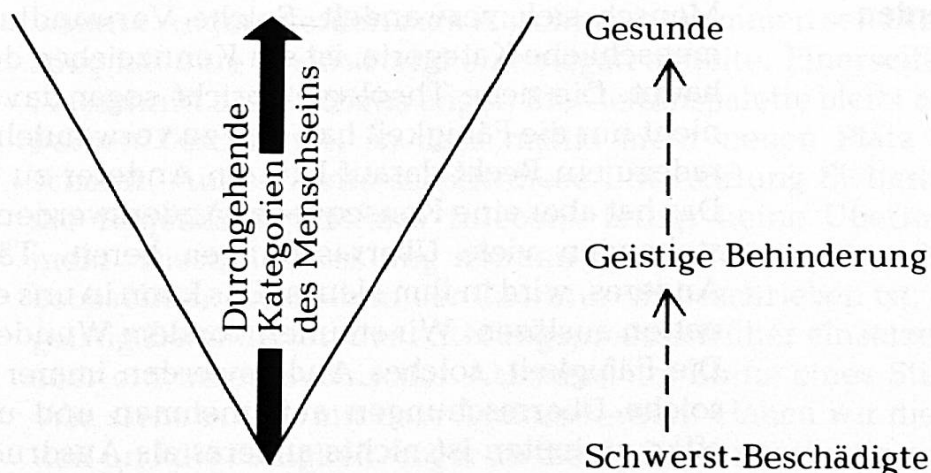 Durchgehende
Kategorien
des Menschseins
Gesunde
Geistige Behinderung
Schwerst-Beschädigte